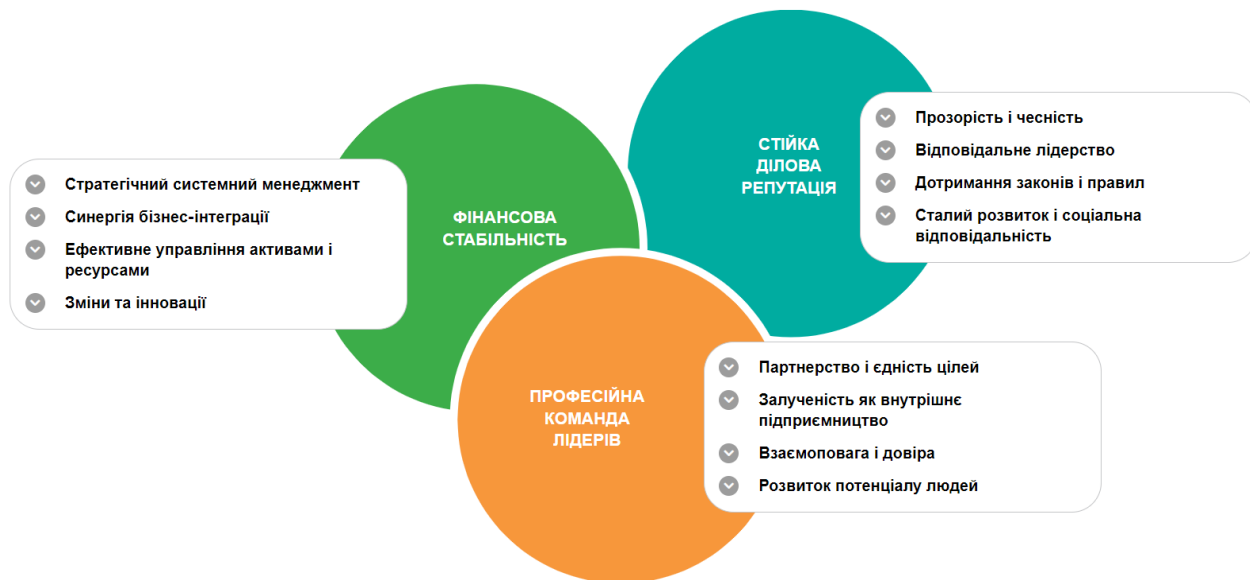 ФІНАНСОВА
СТАБІЛЬНІСТЬ
Стратегічний системний менеджмент
Синергія бізнес-інтеграції
Ефективне управління активами і
ресурсами
Зміни та інновації
СТІЙКА
ДІЛОВА
РЕПУТАЦІЯ
Прозорість і чесність
Відповідальне лідерство
Дотримання законів і правил
Сталий розвиток і соціальна
відповідальність
ПРОФЕСІЙНА
КОМАНДА
ЛІДЕРІВ
Партнерство і єдність цілей
Залученість як внутрішнє
підприємництво
Взаємоповага і довіра
Розвиток потенціалу людей